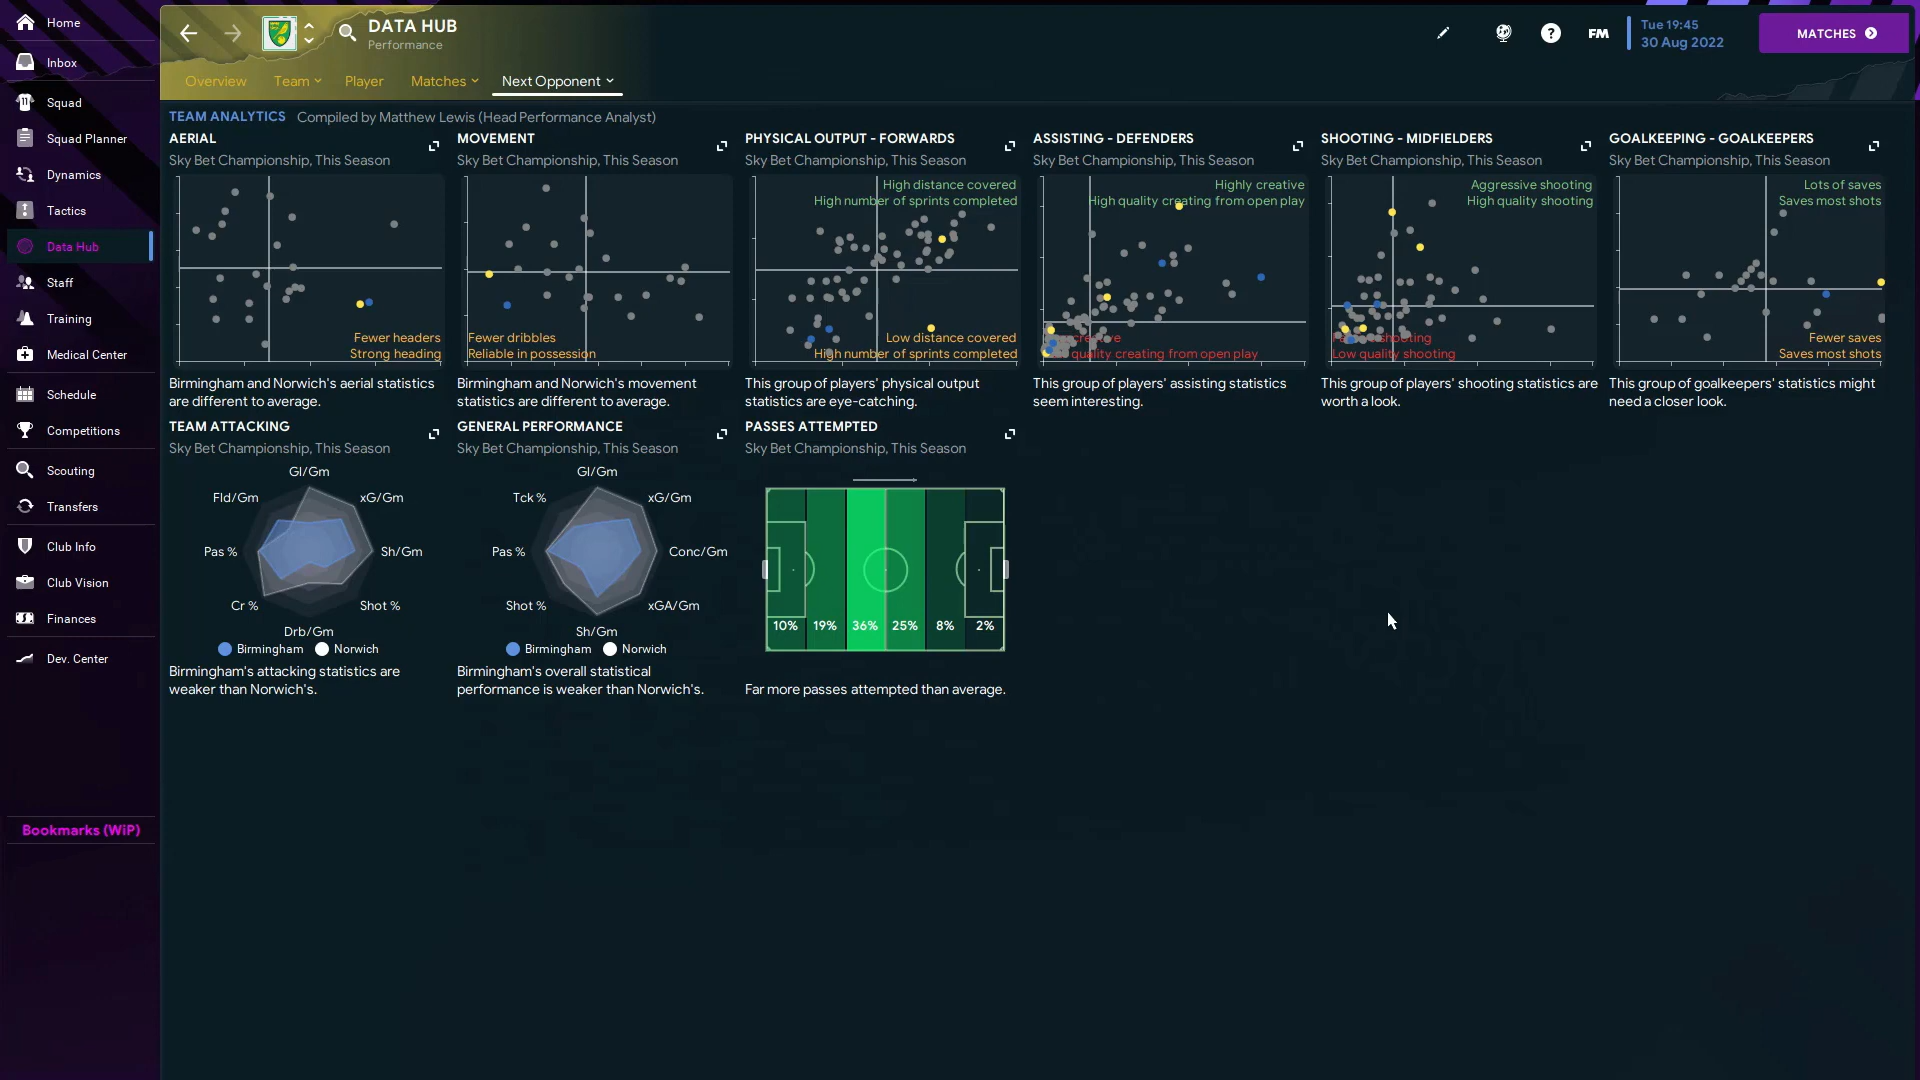 Home
Inbox
Squad
Squad Planner
Dynamics
Tactics
Data Hub
Staff
Training
Medical Center
Schedule
Competitions
Scouting
Transfers
Club Info
Club Vision
Finances
Dev. Center
Bookmarks (WiP)
DATA HUB
Performance
?
FM
Tue 19:45
30 Aug 2022
MATCHES
Overview
Team
Player
Matches
Next Opponent
TEAM ANALYTICS Compiled by Matthew Lewis (Head Performance Analyst)
AERIAL
Sky Bet Championship, This Season
Fewer headers
Strong heading
Birmingham and Norwich's aerial statistics
are different to average.
MOVEMENT
Sky Bet Championship, This Season
Fewer dribbles
Reliable in possession
Birmingham and Norwich's movement
statistics are different to average.
PHYSICAL OUTPUT - FORWARDS
Sky Bet Championship, This Season
High distance covered
High number of sprints completed
Low distance covered
High number of sprints completed
This group of players' physical output
statistics are eye-catching.
ASSISTING - DEFENDERS
Sky Bet Championship, This Season
Highly creative
High quality creating from open play
quality creating from open play
This group of players' assisting statistics
seem interesting.
SHOOTING - MIDFIELDERS
Sky Bet Championship, This Season
Aggressive shooting
High quality shooting
shooting
Low quality shooting
This group of players' shooting statistics are
worth a look.
GOALKEEPING - GOALKEEPERS
Sky Bet Championship, This Season
Lots of saves
Saves most shots
Fewer saves
Saves most shots
This group of goalkeepers' statistics might
need a closer look.
TEAM ATTACKING
Sky Bet Championship, This Season
Gl/Gm
Fld/Gm
xG/Gm
Pas %
Sh/Gm
Cr %
Shot %
Drb/Gm
Birmingham
Norwich
Birmingham's attacking statistics are
weaker than Norwich's.
GENERAL PERFORMANCE
Sky Bet Championship, This Season
Gl/Gm
Tck %
xG/Gm
Pas %
Conc/Gm
Shot %
xGA/Gm
Sh/Gm
Birmingham
Norwich
Birmingham's overall statistical
performance is weaker than Norwich's.
PASSES ATTEMPTED
Sky Bet Championship, This Season
10% 19% 36% 25% 8% 2%
Far more passes attempted than average.